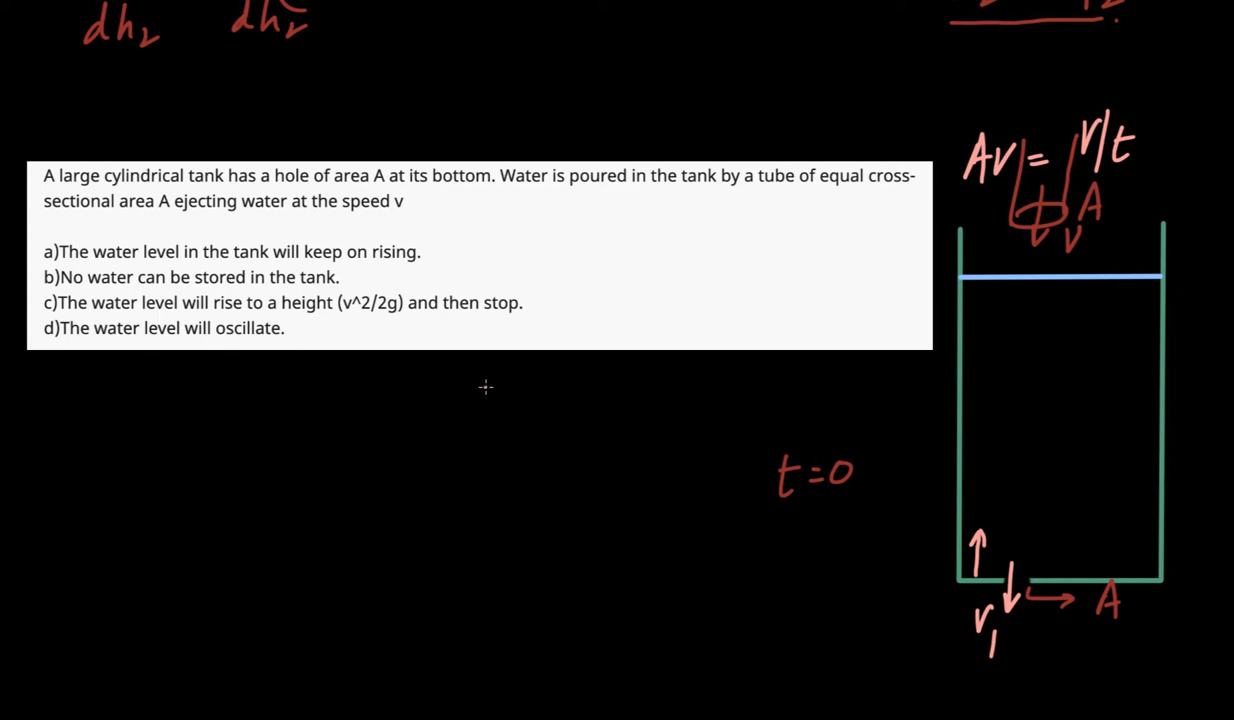 dh₂ dh₂
Av = V/t
A large cylindrical tank has a hole of area A at its bottom. Water is poured in the tank by a tube of equal cross-
sectional area A ejecting water at the speed v
A
v
a)The water level in the tank will keep on rising.
b)No water can be stored in the tank.
c)The water level will rise to a height (v^2/2g) and then stop.
d)The water level will oscillate.
t=0
A
v₁